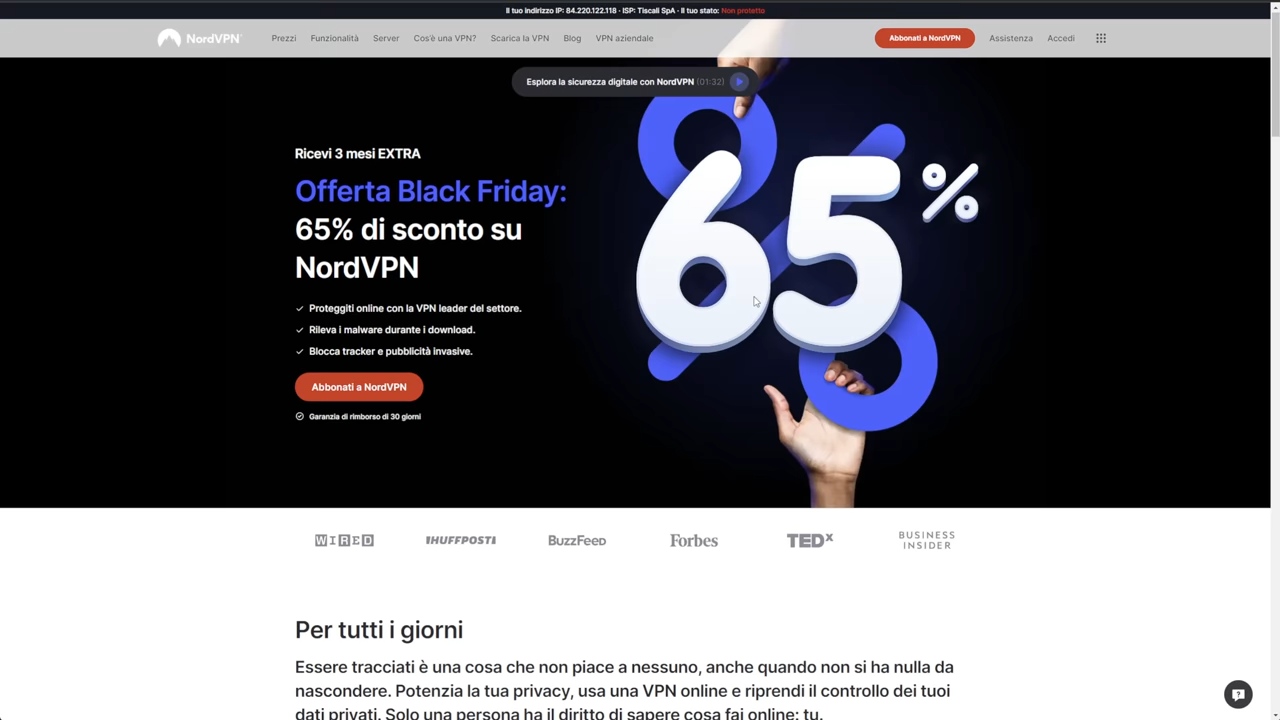 Il tuo indirizzo IP: 84.220.122.118 · ISP: Tiscali SpA · Il tuo stato: Non protetto
NordVPN
Prezzi Funzionalità Server Cos'è una VPN? Scarica la VPN Blog VPN aziendale Abbonati a NordVPN Assistenza Accedi
Esplora la sicurezza digitale con NordVPN (01:32)
Ricevi 3 mesi EXTRA
Offerta Black Friday:
65% di sconto su
NordVPN
Proteggiti online con la VPN leader del settore.
Rileva i malware durante i download.
Blocca tracker e pubblicità invasive.
Abbonati a NordVPN
Garanzia di rimborso di 30 giorni
65%
WIRED HUFFPOST BuzzFeed Forbes TEDx BUSINESS
INSIDER
Per tutti i giorni
Essere tracciati è una cosa che non piace a nessuno, anche quando non si ha nulla da
nascondere. Potenzia la tua privacy, usa una VPN online e riprendi il controllo dei tuoi
dati privati. Solo una persona ha il diritto di sapere cosa fai online: tu.